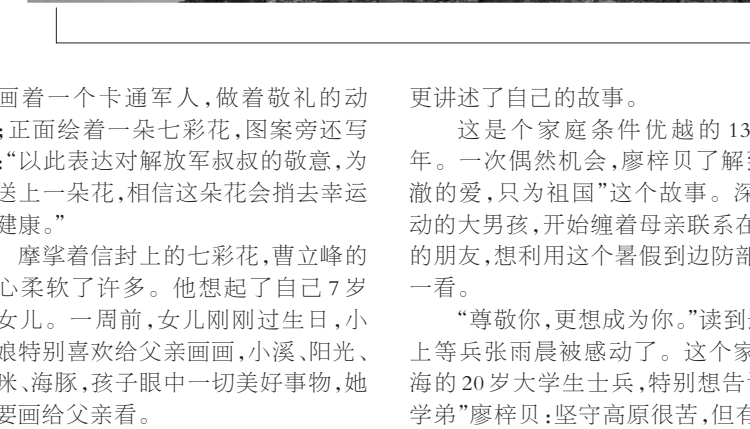 画着一个卡通军人，做着敬礼的动
；正面绘着一朵七彩花，图案旁还写
：“以此表达对解放军叔叔的敬意，为
送上一朵花，相信这朵花会捎去幸运
健康。”
摩挲着信封上的七彩花，曹立峰的
心柔软了许多。他想起了自己7岁
女儿。一周前，女儿刚刚过生日，小
娘特别喜欢给父亲画画，小溪、阳光、
咪、海豚，孩子眼中一切美好事物，她
要画给父亲看。
更讲述了自己的故事。
这是个家庭条件优越的13
年。一次偶然机会，廖梓贝了解到
澈的爱，只为祖国”这个故事。深
动的大男孩，开始缠着母亲联系在
的朋友，想利用这个暑假到边防部
一看。
“尊敬你，更想成为你。”读到
上等兵张雨晨被感动了。这个家
海的20岁大学生士兵，特别想告
学弟”廖梓贝：坚守高原很苦，但有